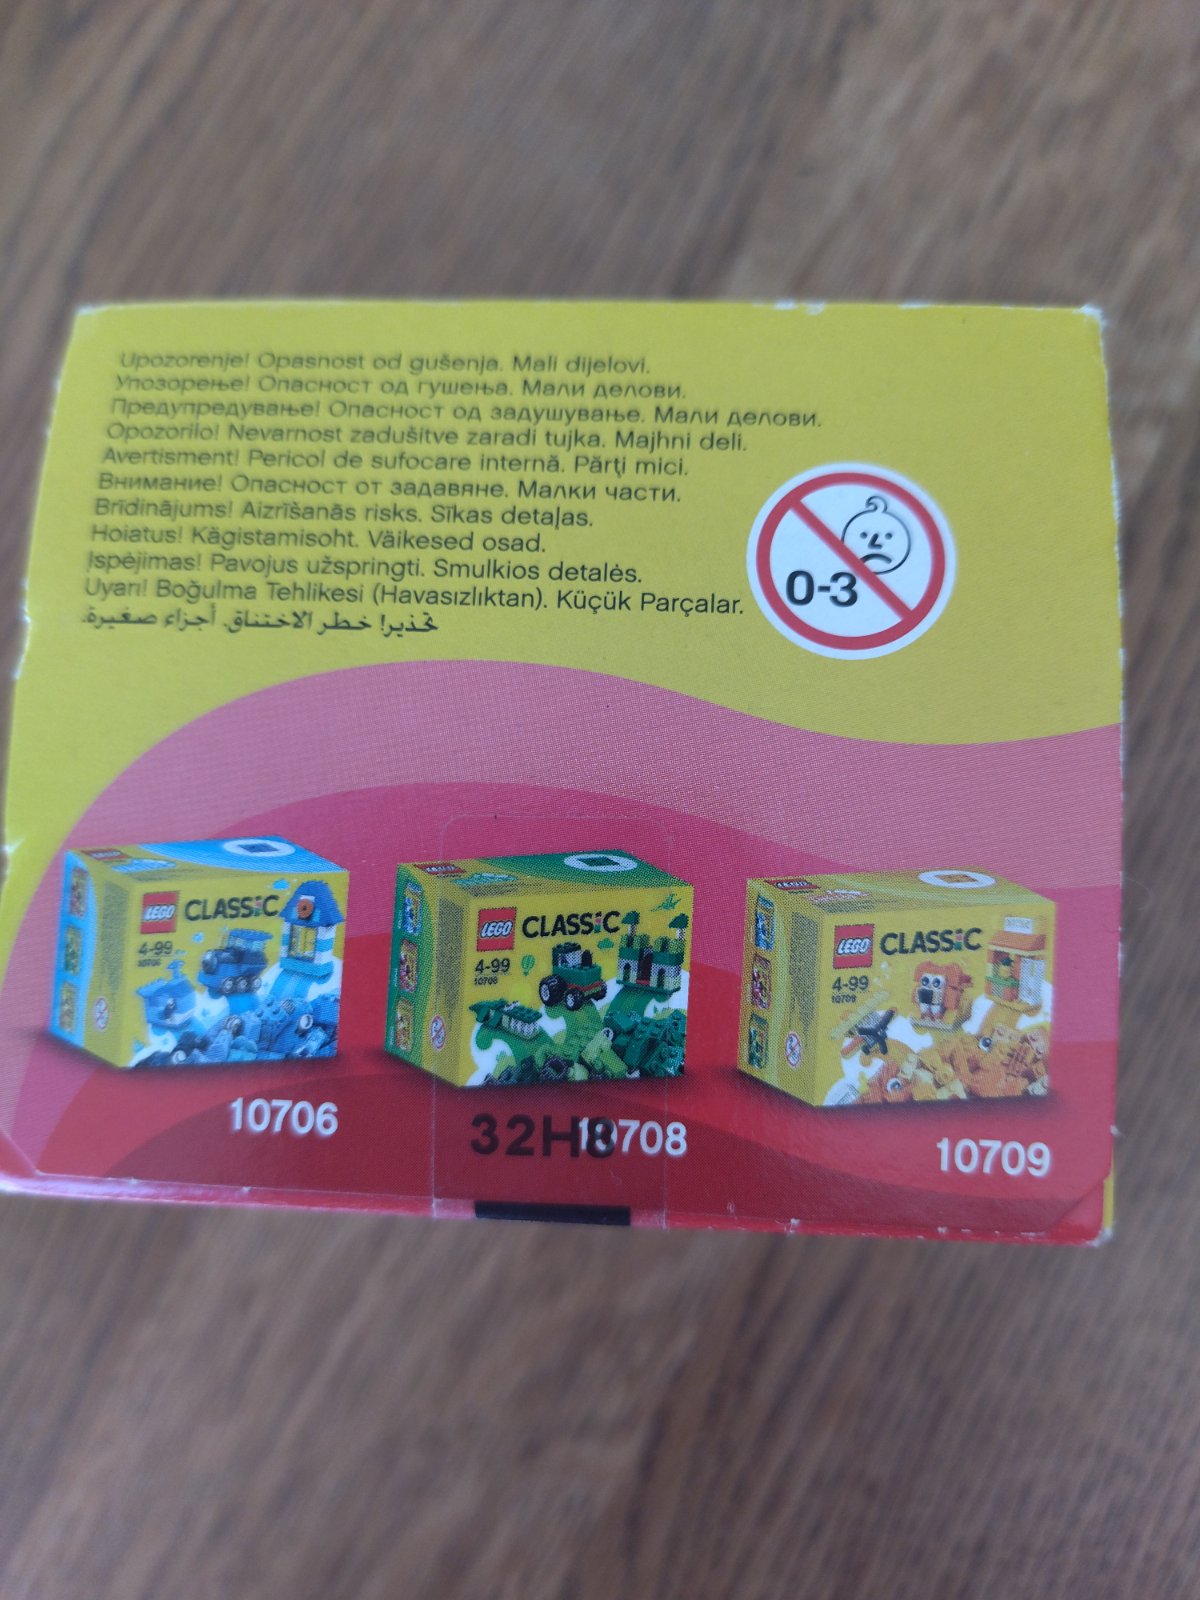 Upozorenje! Opasnost od gušenja. Mali dijelovi.
Упозорење! Опасност од гушења. Мали делови.
Предупредување! Опасност од задушување. Мали делови.
Opozorilo! Nevarnost zadušitve zaradi tujka. Majhni deli.
Avertisment! Pericol de sufocare internă. Părţi mici.
Внимание! Опасност от задавяне. Малки части.
Brīdinājums! Aizrīšanās risks. Sīkas detaļas.
Hoiatus! Kägistamisoht. Väikesed osad.
Įspėjimas! Pavojus užspringti. Smulkios detalės.
Uyarı! Boğulma Tehlikesi (Havasızlıktan). Küçük Parçalar.
تحذير! خطر الاختناق. أجزاء صغيرة.
0-3
LEGO CLASSiC
4-99
10706
LEGO CLASSiC
4-99
10708
LEGO CLASSiC
4-99
10709
10706
32H8
10708
10709